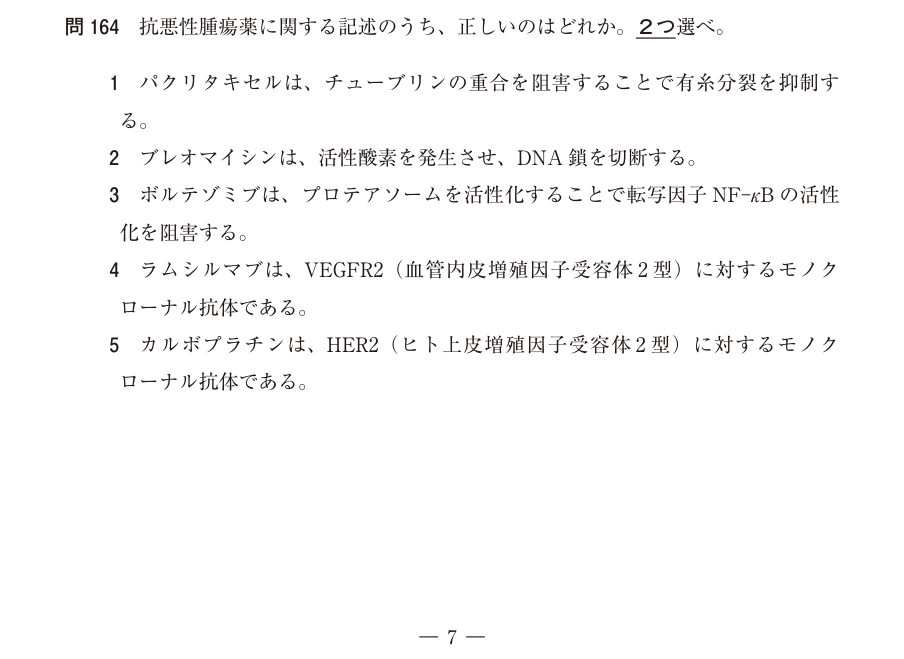 問 164 抗悪性腫瘍薬に関する記述のうち、正しいのはどれか。2つ選べ。
1 パクリタキセルは、チューブリンの重合を阻害することで有糸分裂を抑制す
る。
2 ブレオマイシンは、活性酸素を発生させ、DNA 鎖を切断する。
3 ボルテゾミブは、プロテアソームを活性化することで転写因子 NF-κB の活性
化を阻害する。
4 ラムシルマブは、VEGFR2（血管内皮増殖因子受容体 2 型）に対するモノク
ローナル抗体である。
5 カルボプラチンは、HER2（ヒト上皮増殖因子受容体 2 型）に対するモノク
ローナル抗体である。
― 7 ―